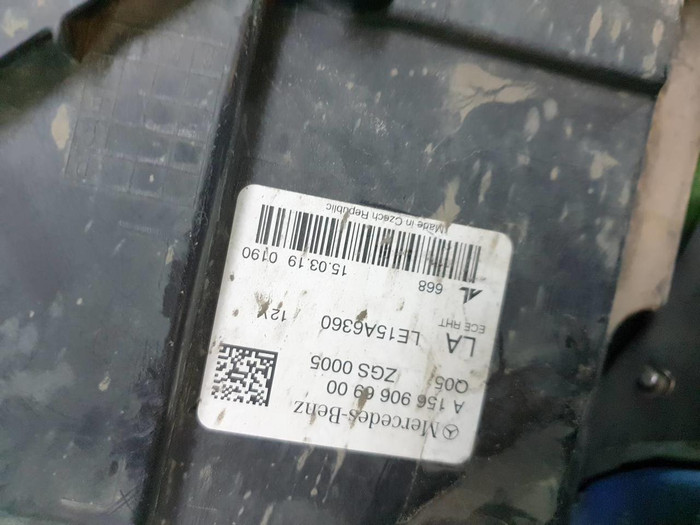 Mercedes-Benz
A 156 906 69 00
Q05 ZGS 0005
LA LE15A6360
ECE RHT 12V
668 15.03.19 0190
Made in Czech Republic